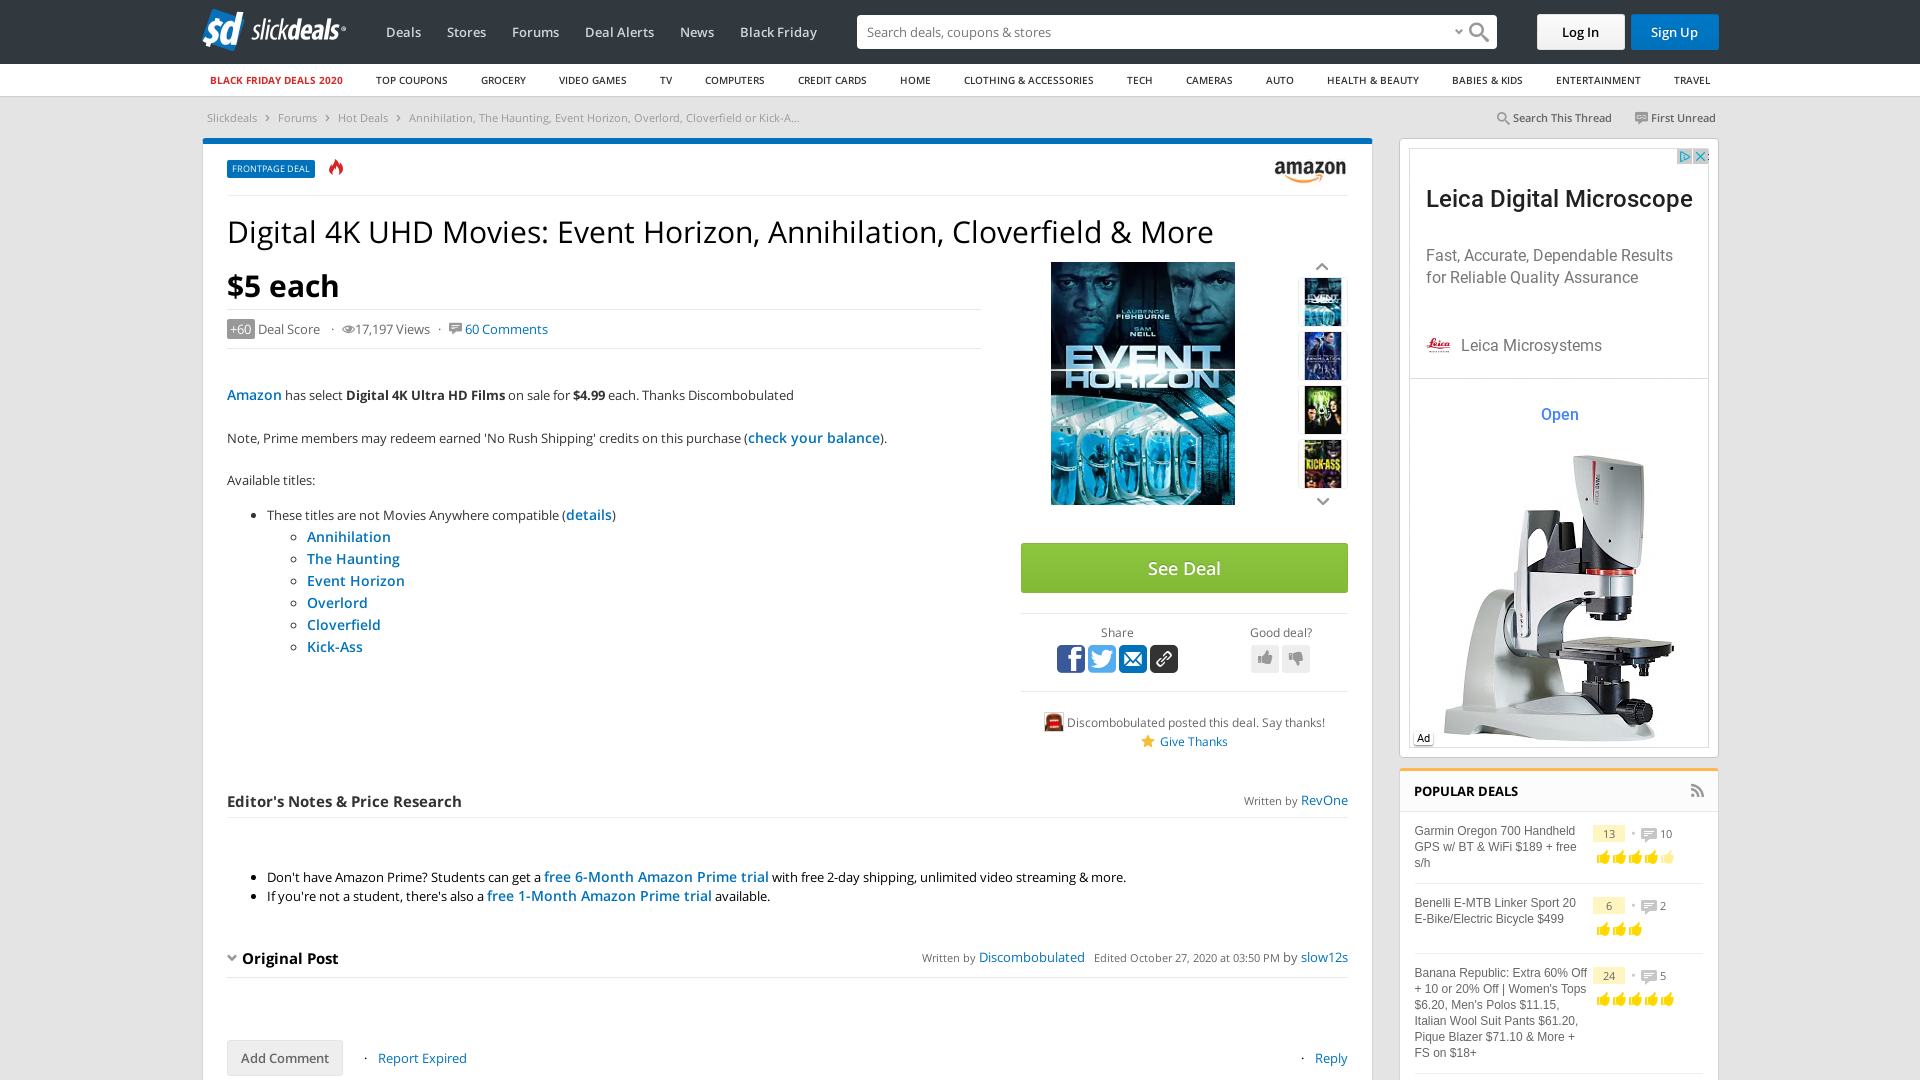 sd slickdeals
Deals Stores Forums Deal Alerts News Black Friday
Search deals, coupons & stores
Log In
Sign Up
BLACK FRIDAY DEALS 2020 TOP COUPONS GROCERY VIDEO GAMES TV COMPUTERS CREDIT CARDS HOME CLOTHING & ACCESSORIES TECH CAMERAS AUTO HEALTH & BEAUTY BABIES & KIDS ENTERTAINMENT TRAVEL
Slickdeals > Forums > Hot Deals > Annihilation, The Haunting, Event Horizon, Overlord, Cloverfield or Kick-A...
Search This Thread First Unread
FRONTPAGE DEAL
amazon
Digital 4K UHD Movies: Event Horizon, Annihilation, Cloverfield & More
$5 each
+60 Deal Score · 17,197 Views · 60 Comments
Amazon has select Digital 4K Ultra HD Films on sale for $4.99 each. Thanks Discombobulated
Note, Prime members may redeem earned 'No Rush Shipping' credits on this purchase (check your balance).
Available titles:
These titles are not Movies Anywhere compatible (details)
Annihilation
The Haunting
Event Horizon
Overlord
Cloverfield
Kick-Ass
LAURENCE
FISHBURNE
SAM
NEILL
EVENT
HORIZON
KICK-ASS
See Deal
Share
Good deal?
Discombobulated posted this deal. Say thanks!
Give Thanks
Editor's Notes & Price Research
Written by RevOne
Don't have Amazon Prime? Students can get a free 6-Month Amazon Prime trial with free 2-day shipping, unlimited video streaming & more.
If you're not a student, there's also a free 1-Month Amazon Prime trial available.
Original Post
Written by Discombobulated Edited October 27, 2020 at 03:50 PM by slow12s
Add Comment · Report Expired
· Reply
Leica Digital Microscope
Fast, Accurate, Dependable Results
for Reliable Quality Assurance
Leica
Leica Microsystems
Open
Ad
POPULAR DEALS
Garmin Oregon 700 Handheld
GPS w/ BT & WiFi $189 + free
s/h
13 • 10
Benelli E-MTB Linker Sport 20
E-Bike/Electric Bicycle $499
6 • 2
Banana Republic: Extra 60% Off
+ 10 or 20% Off | Women's Tops
$6.20, Men's Polos $11.15,
Italian Wool Suit Pants $61.20,
Pique Blazer $71.10 & More +
FS on $18+
24 • 5